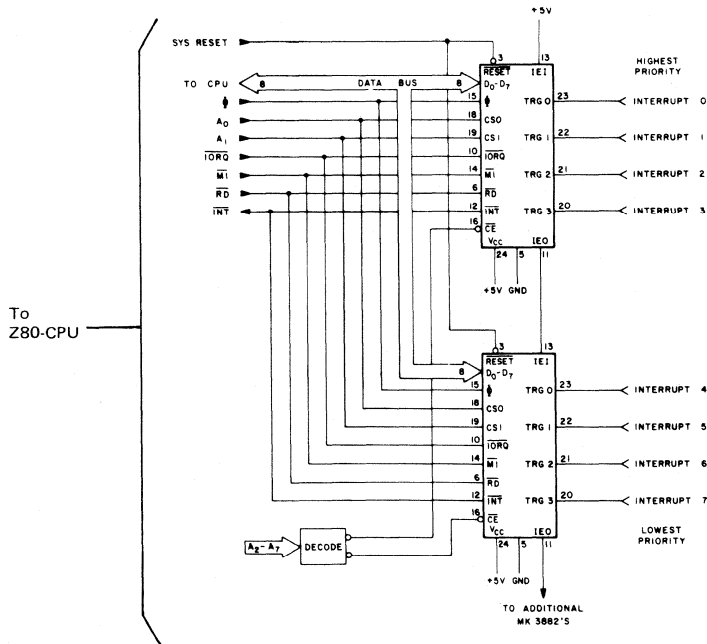 +5V
SYS RESET
3 13
RESET IEI
HIGHEST
PRIORITY
TO CPU 8 DATA BUS 8 D0-D7
Φ 15 Φ TRG 0 23 INTERRUPT 0
A0 18 CS0
A1 19 CS1 TRG 1 22 INTERRUPT 1
IORQ 10 IORQ
M1 14 M1 TRG 2 21 INTERRUPT 2
RD 6 RD
INT 12 INT TRG 3 20 INTERRUPT 3
16 CE
VCC IEO
24 5 11
+5V GND
To
Z80-CPU
3 13
RESET IEI
8 D0-D7
15 Φ TRG 0 23 INTERRUPT 4
18 CS0
19 CS1 TRG 1 22 INTERRUPT 5
10 IORQ
14 M1 TRG 2 21 INTERRUPT 6
6 RD
12 INT TRG 3 20 INTERRUPT 7
16 CE
VCC IEO
LOWEST
PRIORITY
A2-A7 DECODE
24 5 11
+5V GND
TO ADDITIONAL
MK 3882'S